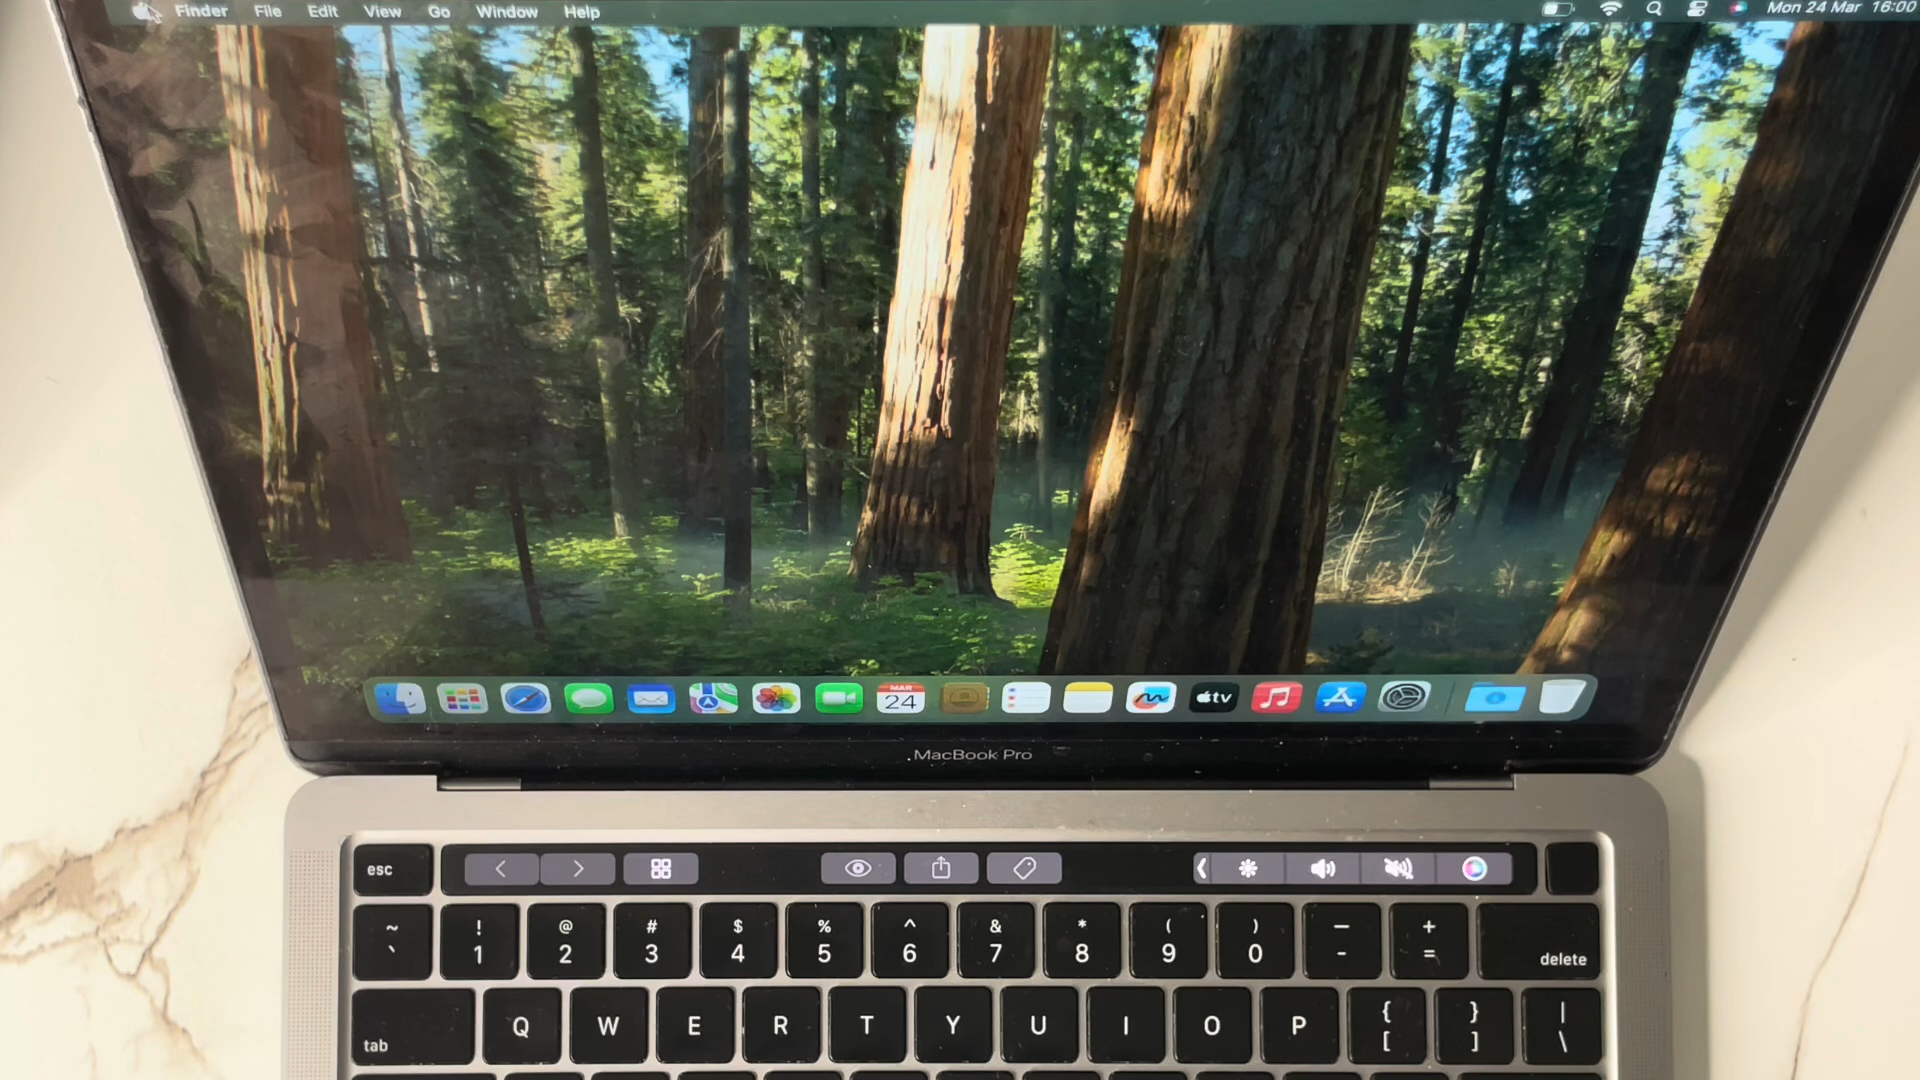 Finder File Edit View Go Window Help Mon 24 Mar 16:00
MAR
24
tv
MacBook Pro
esc
~ ! @ # $ % ^ & * ( ) — +
` 1 2 3 4 5 6 7 8 9 0 - = delete
{ } |
tab Q W E R T Y U I O P [ ] \